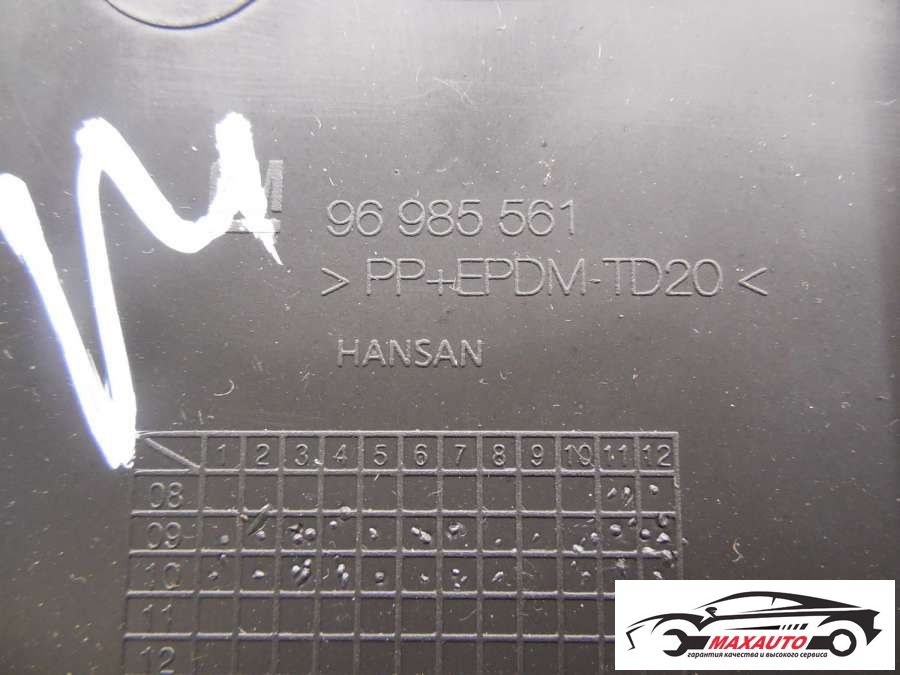 GM
96 985 561
> PP+EPDM-TD20 <
HANSAN
1 2 3 4 5 6 7 8 9 10 11 12
08
09
10
11
12
MAXAUTO
гарантия качества и высокого сервиса